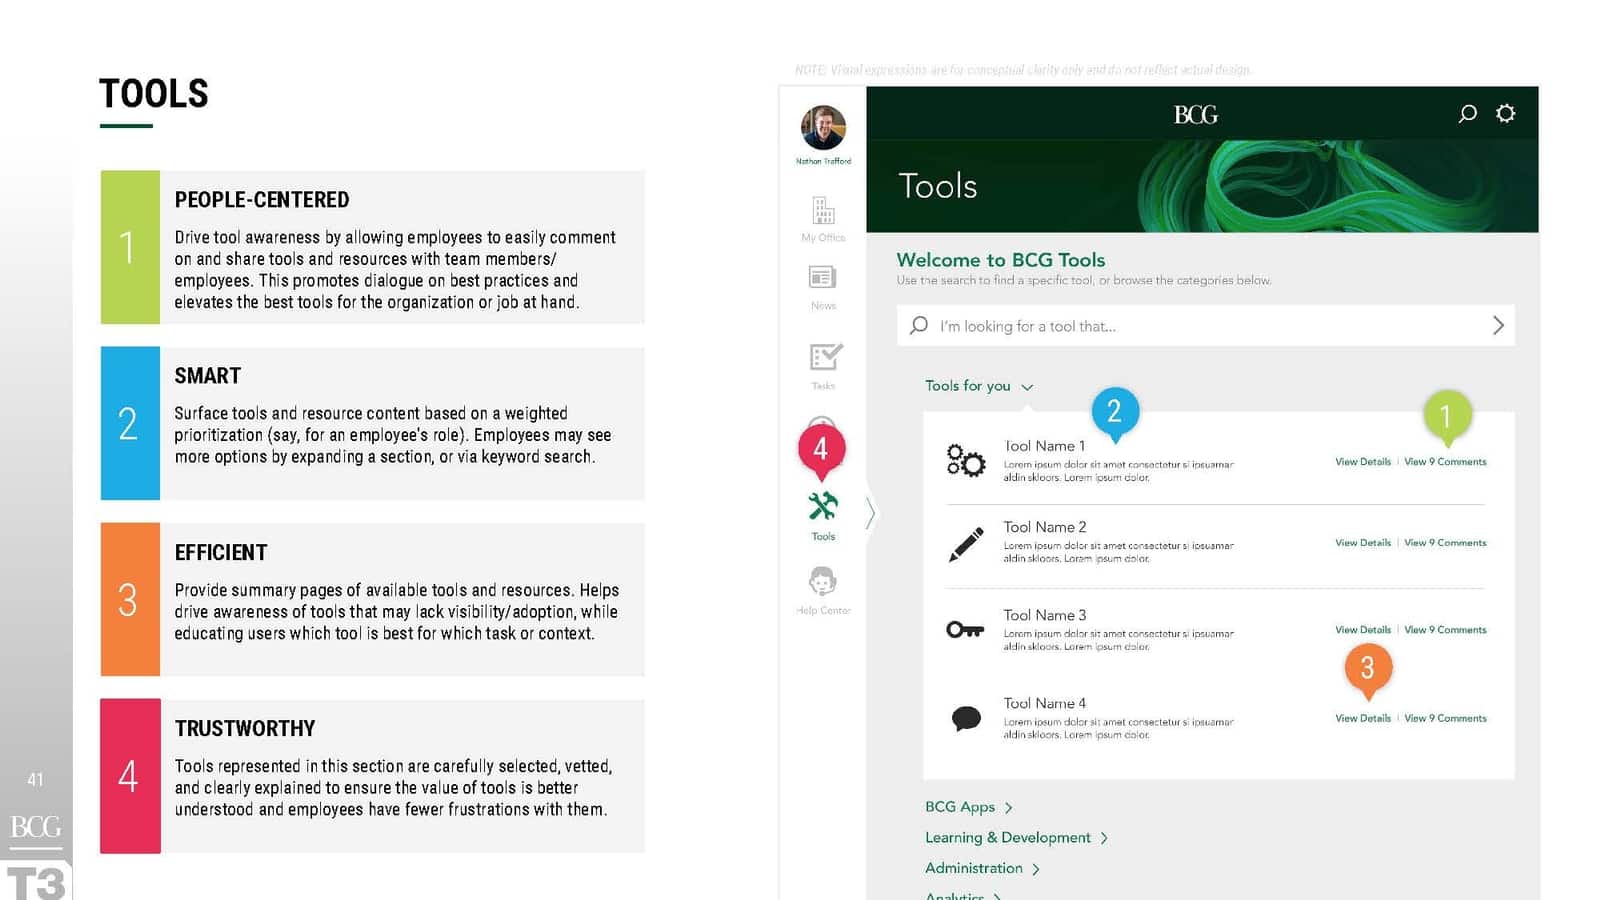 NOTE: Visual expressions are for conceptual clarity only and do not reflect actual design.
TOOLS
1
PEOPLE-CENTERED
Drive tool awareness by allowing employees to easily comment
on and share tools and resources with team members/
employees. This promotes dialogue on best practices and
elevates the best tools for the organization or job at hand.
2
SMART
Surface tools and resource content based on a weighted
prioritization (say, for an employee's role). Employees may see
more options by expanding a section, or via keyword search.
3
EFFICIENT
Provide summary pages of available tools and resources. Helps
drive awareness of tools that may lack visibility/adoption, while
educating users which tool is best for which task or context.
4
TRUSTWORTHY
Tools represented in this section are carefully selected, vetted,
and clearly explained to ensure the value of tools is better
understood and employees have fewer frustrations with them.
41
BCG
T3
Nathan Trafford
My Office
News
Tasks
4
Tools
Help Center
BCG
Tools
Welcome to BCG Tools
Use the search to find a specific tool, or browse the categories below.
I'm looking for a tool that...
Tools for you
2
1
Tool Name 1
Lorem ipsum dolor sit amet consectetur si ipsumar
aldin skloors. Lorem ipsum dolor.
View Details | View 9 Comments
Tool Name 2
Lorem ipsum dolor sit amet consectetur si ipsumar
aldin skloors. Lorem ipsum dolor.
View Details | View 9 Comments
Tool Name 3
Lorem ipsum dolor sit amet consectetur si ipsumar
aldin skloors. Lorem ipsum dolor.
View Details | View 9 Comments
3
Tool Name 4
Lorem ipsum dolor sit amet consectetur si ipsumar
aldin skloors. Lorem ipsum dolor.
View Details | View 9 Comments
BCG Apps
Learning & Development
Administration
Analytics